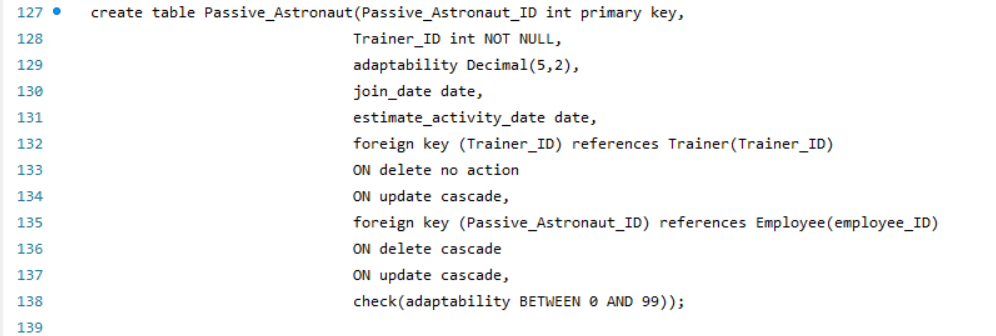 127 create table Passive_Astronaut(Passive_Astronaut_ID int primary key,
128 Trainer_ID int NOT NULL,
129 adaptability Decimal(5,2),
130 join_date date,
131 estimate_activity_date date,
132 foreign key (Trainer_ID) references Trainer(Trainer_ID)
133 ON delete no action
134 ON update cascade,
135 foreign key (Passive_Astronaut_ID) references Employee(employee_ID)
136 ON delete cascade
137 ON update cascade,
138 check(adaptability BETWEEN 0 AND 99));
139